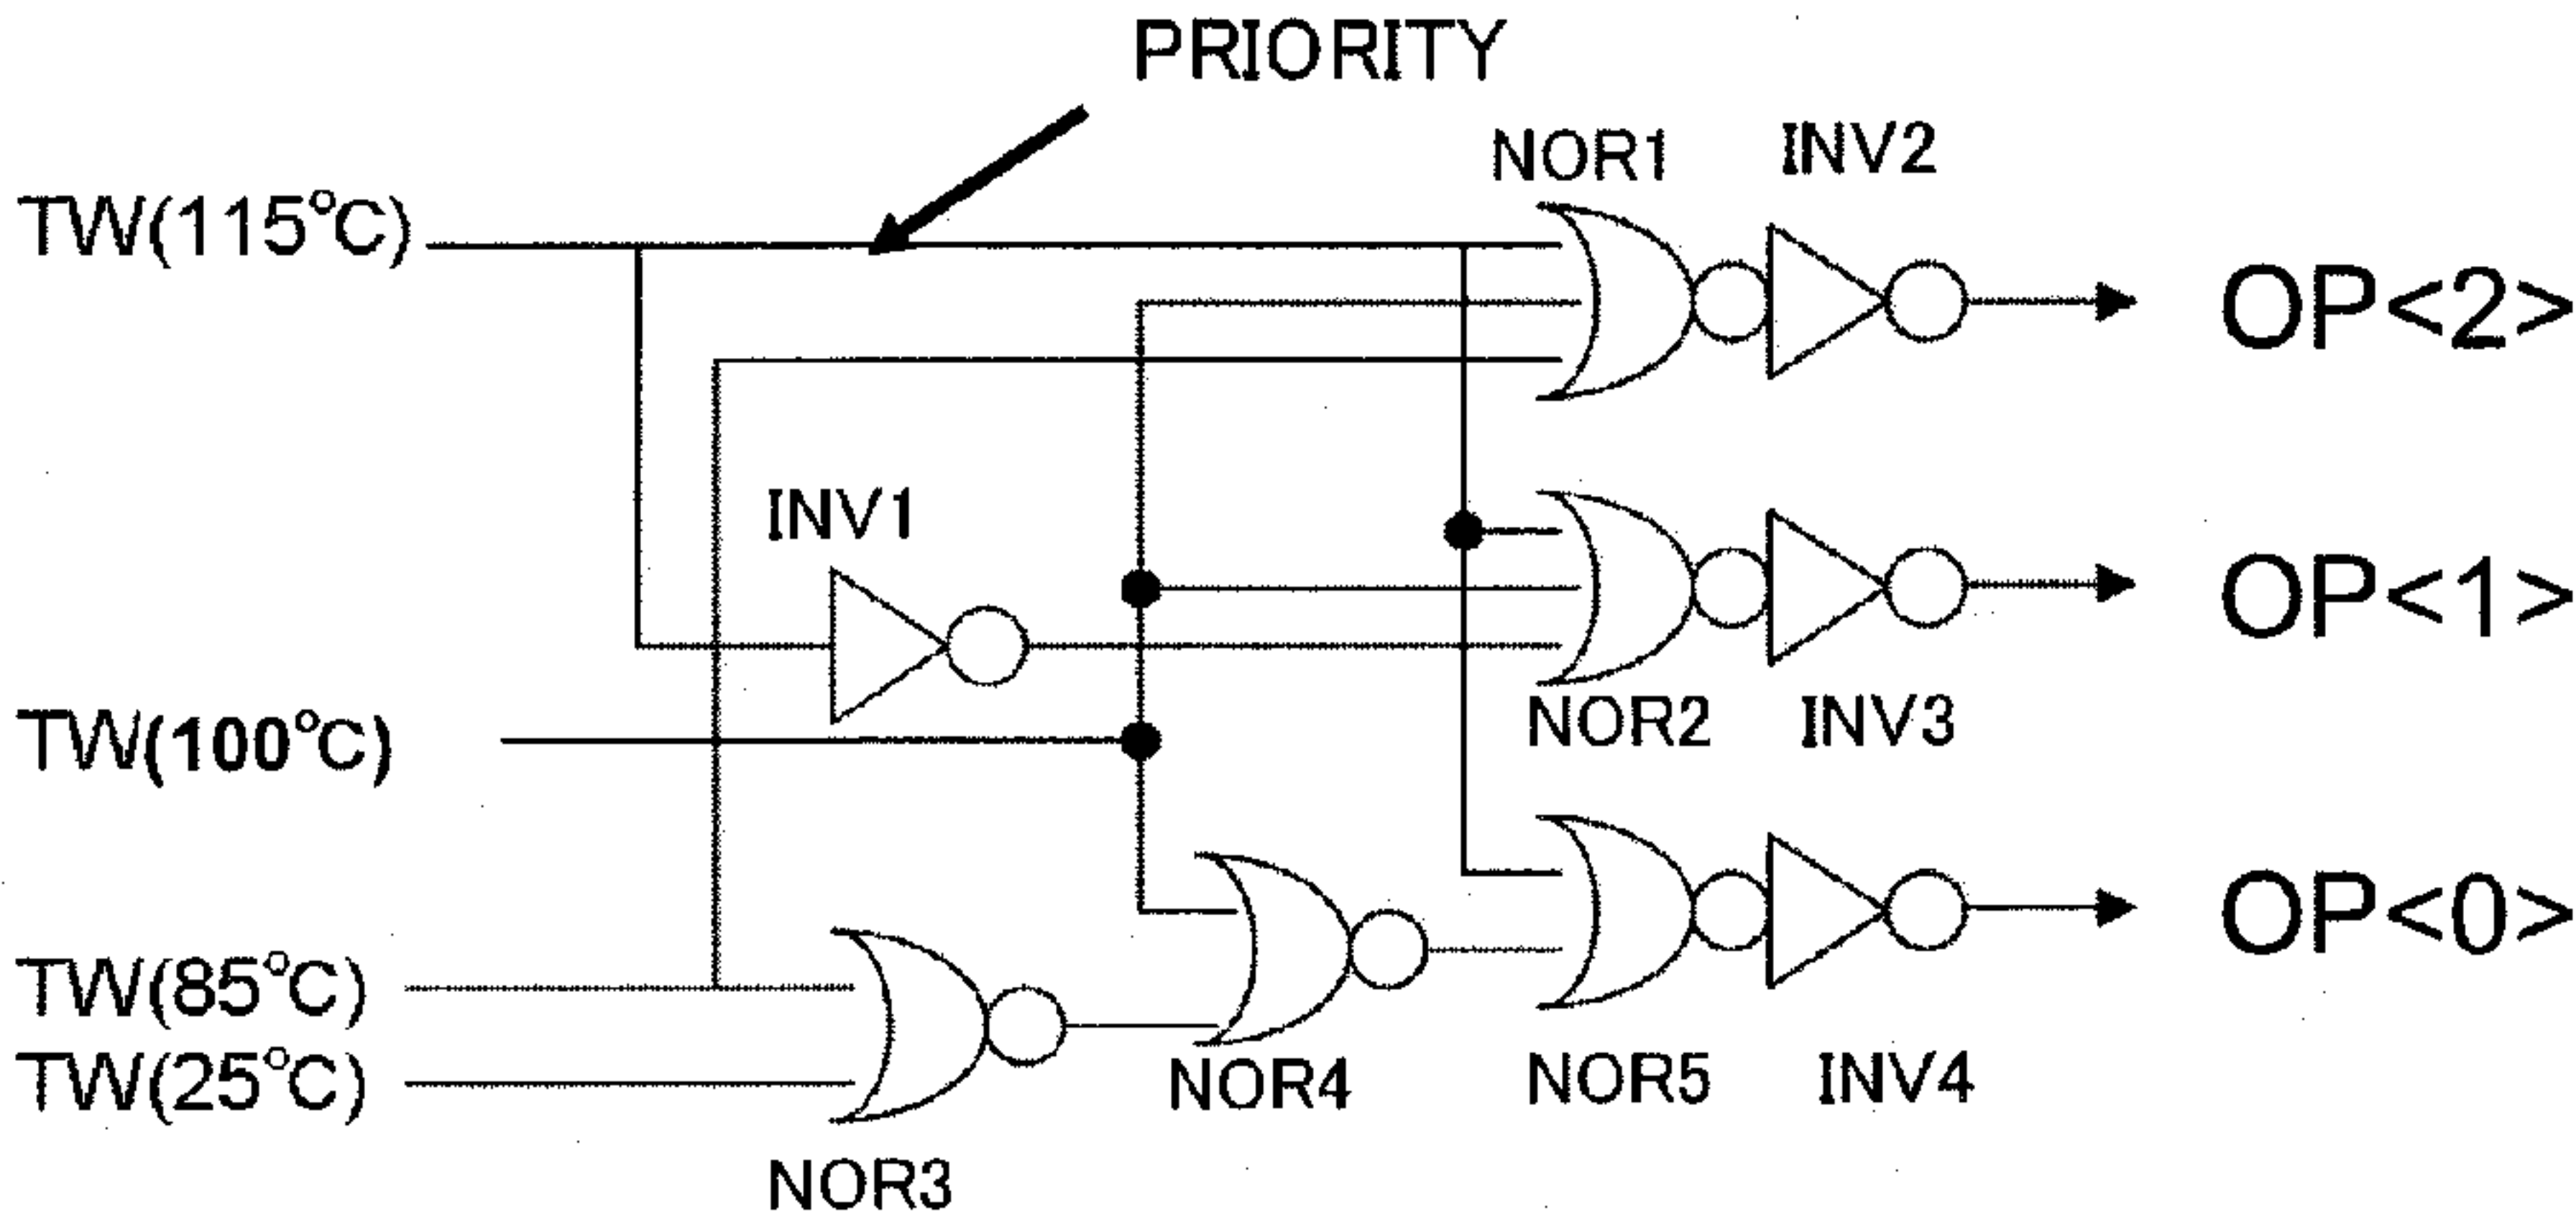 PRIORITY
NOR1
INV2
TW(115°C)
OP<2>
INV1
OP<1>
NOR2
INV3
TW(100°C)
OP<0>
TW(85°C)
TW(25°C)
NOR4
NOR5
INV4
NOR3